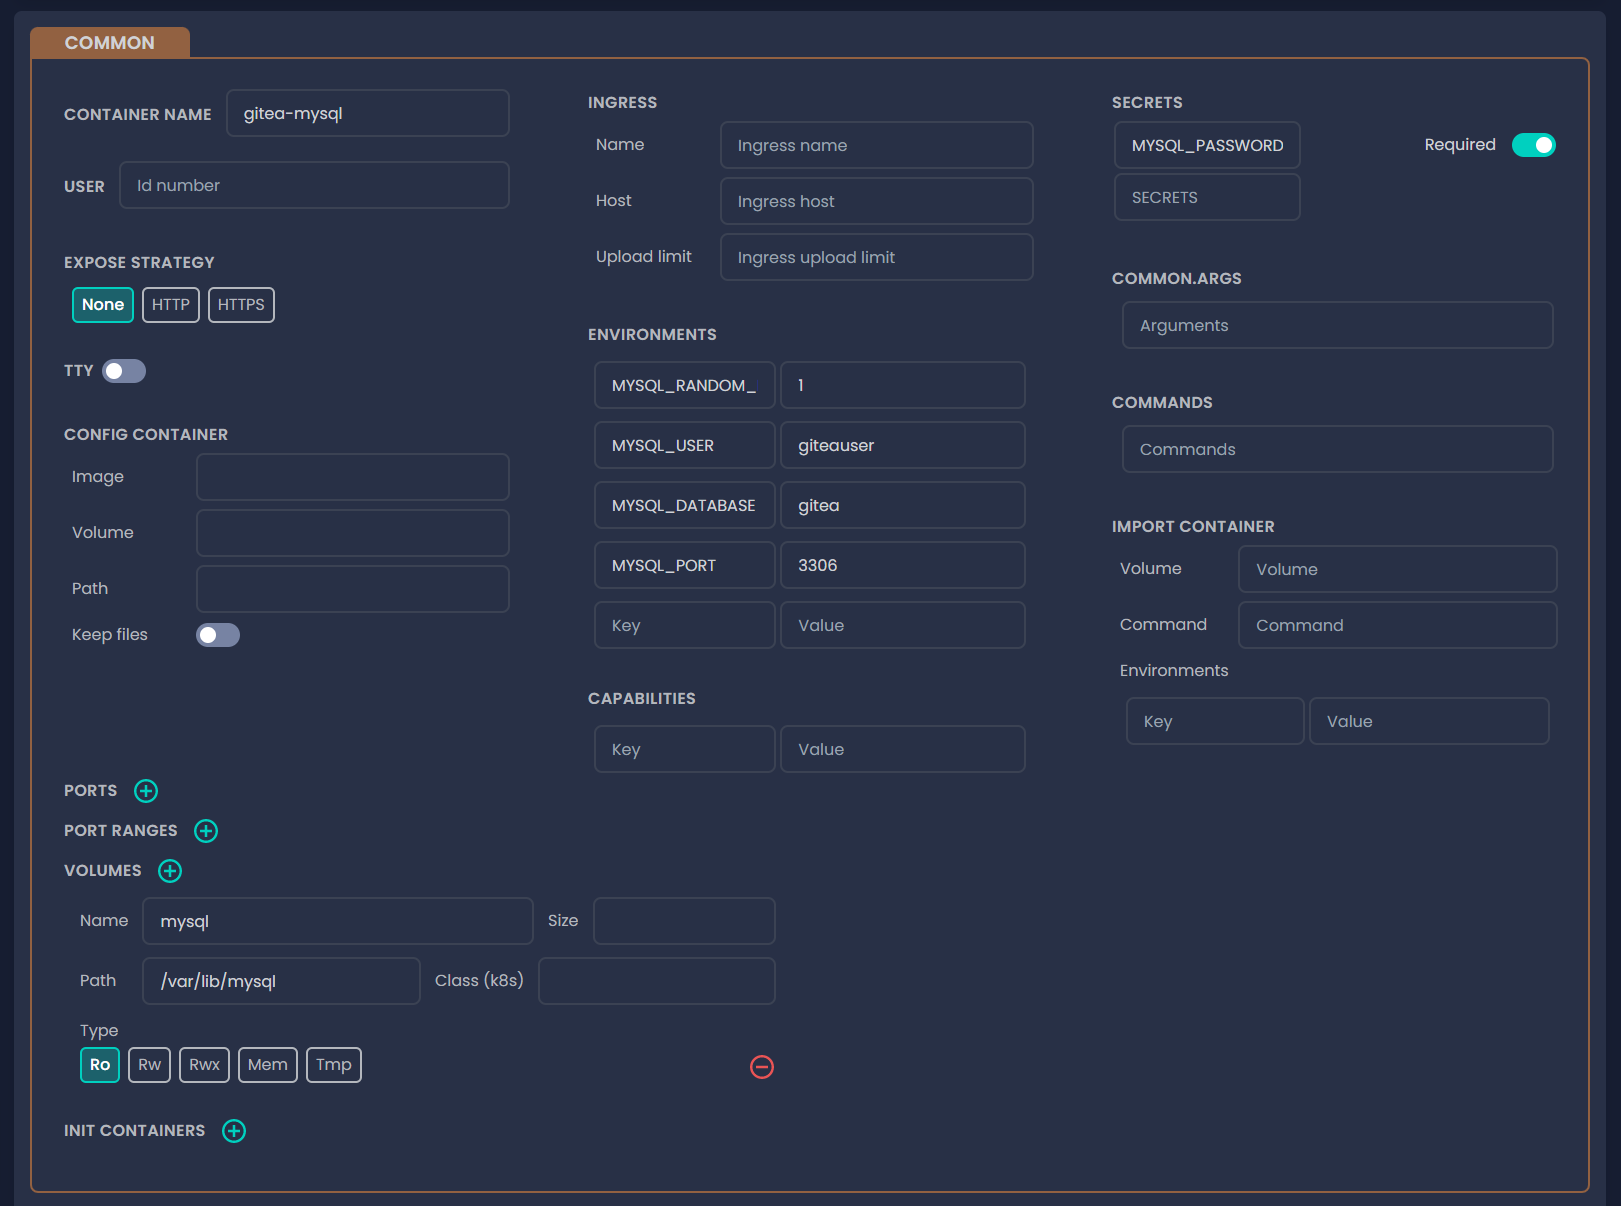 COMMON
CONTAINER NAME gitea-mysql
USER Id number
EXPOSE STRATEGY
None HTTP HTTPS
TTY
CONFIG CONTAINER
Image
Volume
Path
Keep files
INGRESS
Name Ingress name
Host Ingress host
Upload limit Ingress upload limit
ENVIRONMENTS
MYSQL_RANDOM_ 1
MYSQL_USER giteauser
MYSQL_DATABASE gitea
MYSQL_PORT 3306
Key Value
CAPABILITIES
Key Value
SECRETS
MYSQL_PASSWORD Required
SECRETS
COMMON.ARGS
Arguments
COMMANDS
Commands
IMPORT CONTAINER
Volume Volume
Command Command
Environments
Key Value
PORTS
PORT RANGES
VOLUMES
Name mysql Size
Path /var/lib/mysql Class (k8s)
Type
Ro Rw Rwx Mem Tmp
INIT CONTAINERS